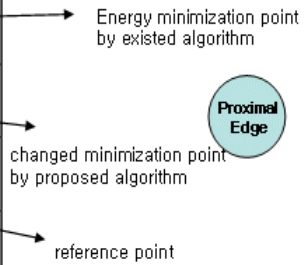 Energy minimization point
by existed algorithm
Proximal
Edge
changed minimization point
by proposed algorithm
reference point